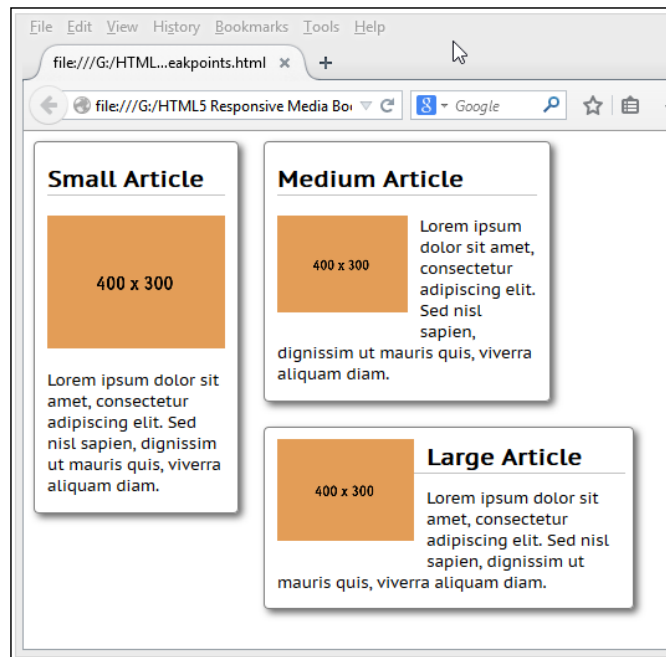 File Edit View History Bookmarks Tools Help
file:///G:/HTML...eakpoints.html × +
file:///G:/HTML5 Responsive Media Bo 8 Google
Small Article
400 x 300
Lorem ipsum dolor sit
amet, consectetur
adipiscing elit. Sed
nisl sapien, dignissim
ut mauris quis, viverra
aliquam diam.
Medium Article
400 x 300
Lorem ipsum
dolor sit amet,
consectetur
adipiscing elit.
Sed nisl
sapien,
dignissim ut mauris quis, viverra
aliquam diam.
400 x 300
Large Article
Lorem ipsum dolor sit
amet, consectetur
adipiscing elit. Sed nisl
sapien, dignissim ut
mauris quis, viverra aliquam diam.